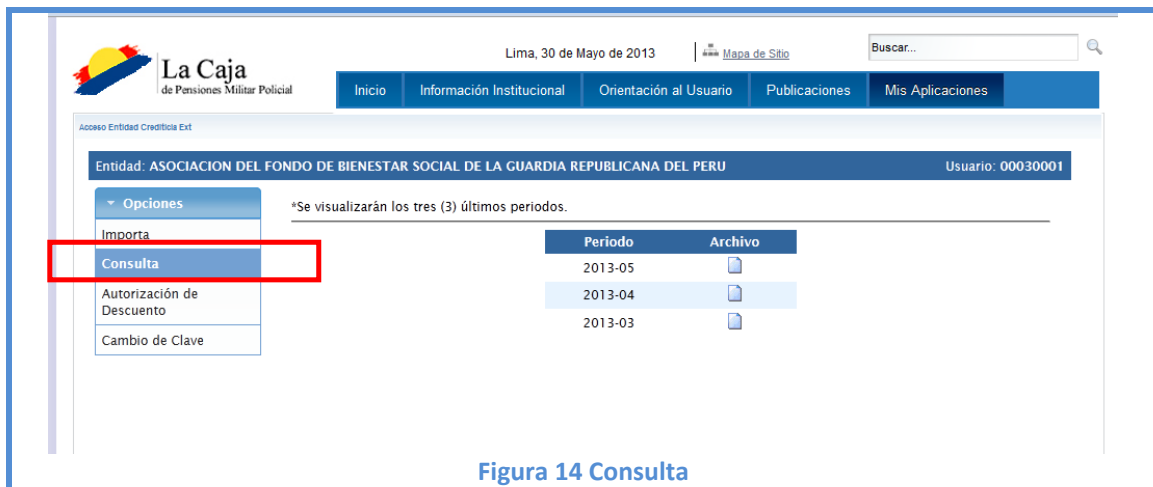 La Caja
de Pensiones Militar Policial
Lima, 30 de Mayo de 2013
Mapa de Sitio
Buscar...
Inicio Información Institucional Orientación al Usuario Publicaciones Mis Aplicaciones
Acceso Entidad Crediticia Ext
Entidad: ASOCIACION DEL FONDO DE BIENESTAR SOCIAL DE LA GUARDIA REPUBLICANA DEL PERU Usuario: 00030001
Opciones
Importa
Consulta
Autorización de
Descuento
Cambio de Clave
*Se visualizarán los tres (3) últimos periodos.
Periodo Archivo
2013-05
2013-04
2013-03
Figura 14 Consulta